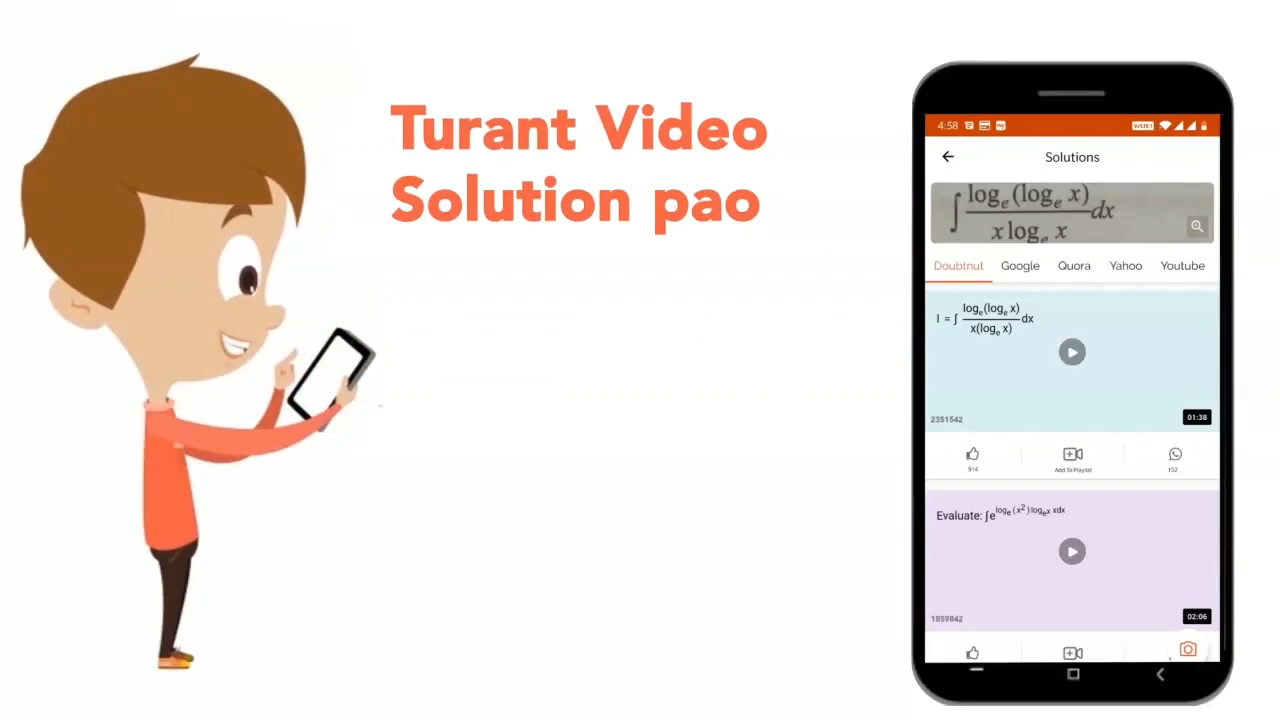 Turant Video
Solution pao
4:58
Solutions
∫ log_e (log_e x) / x log_e x dx
Doubtnut Google Quora Yahoo Youtube
I = ∫ log_e(log_e x) / x(log_e x) dx
2351542
01:38
914
Add To Playlist
152
Evaluate: ∫e^log_e (x^2) log_e x xdx
1859842
02:06